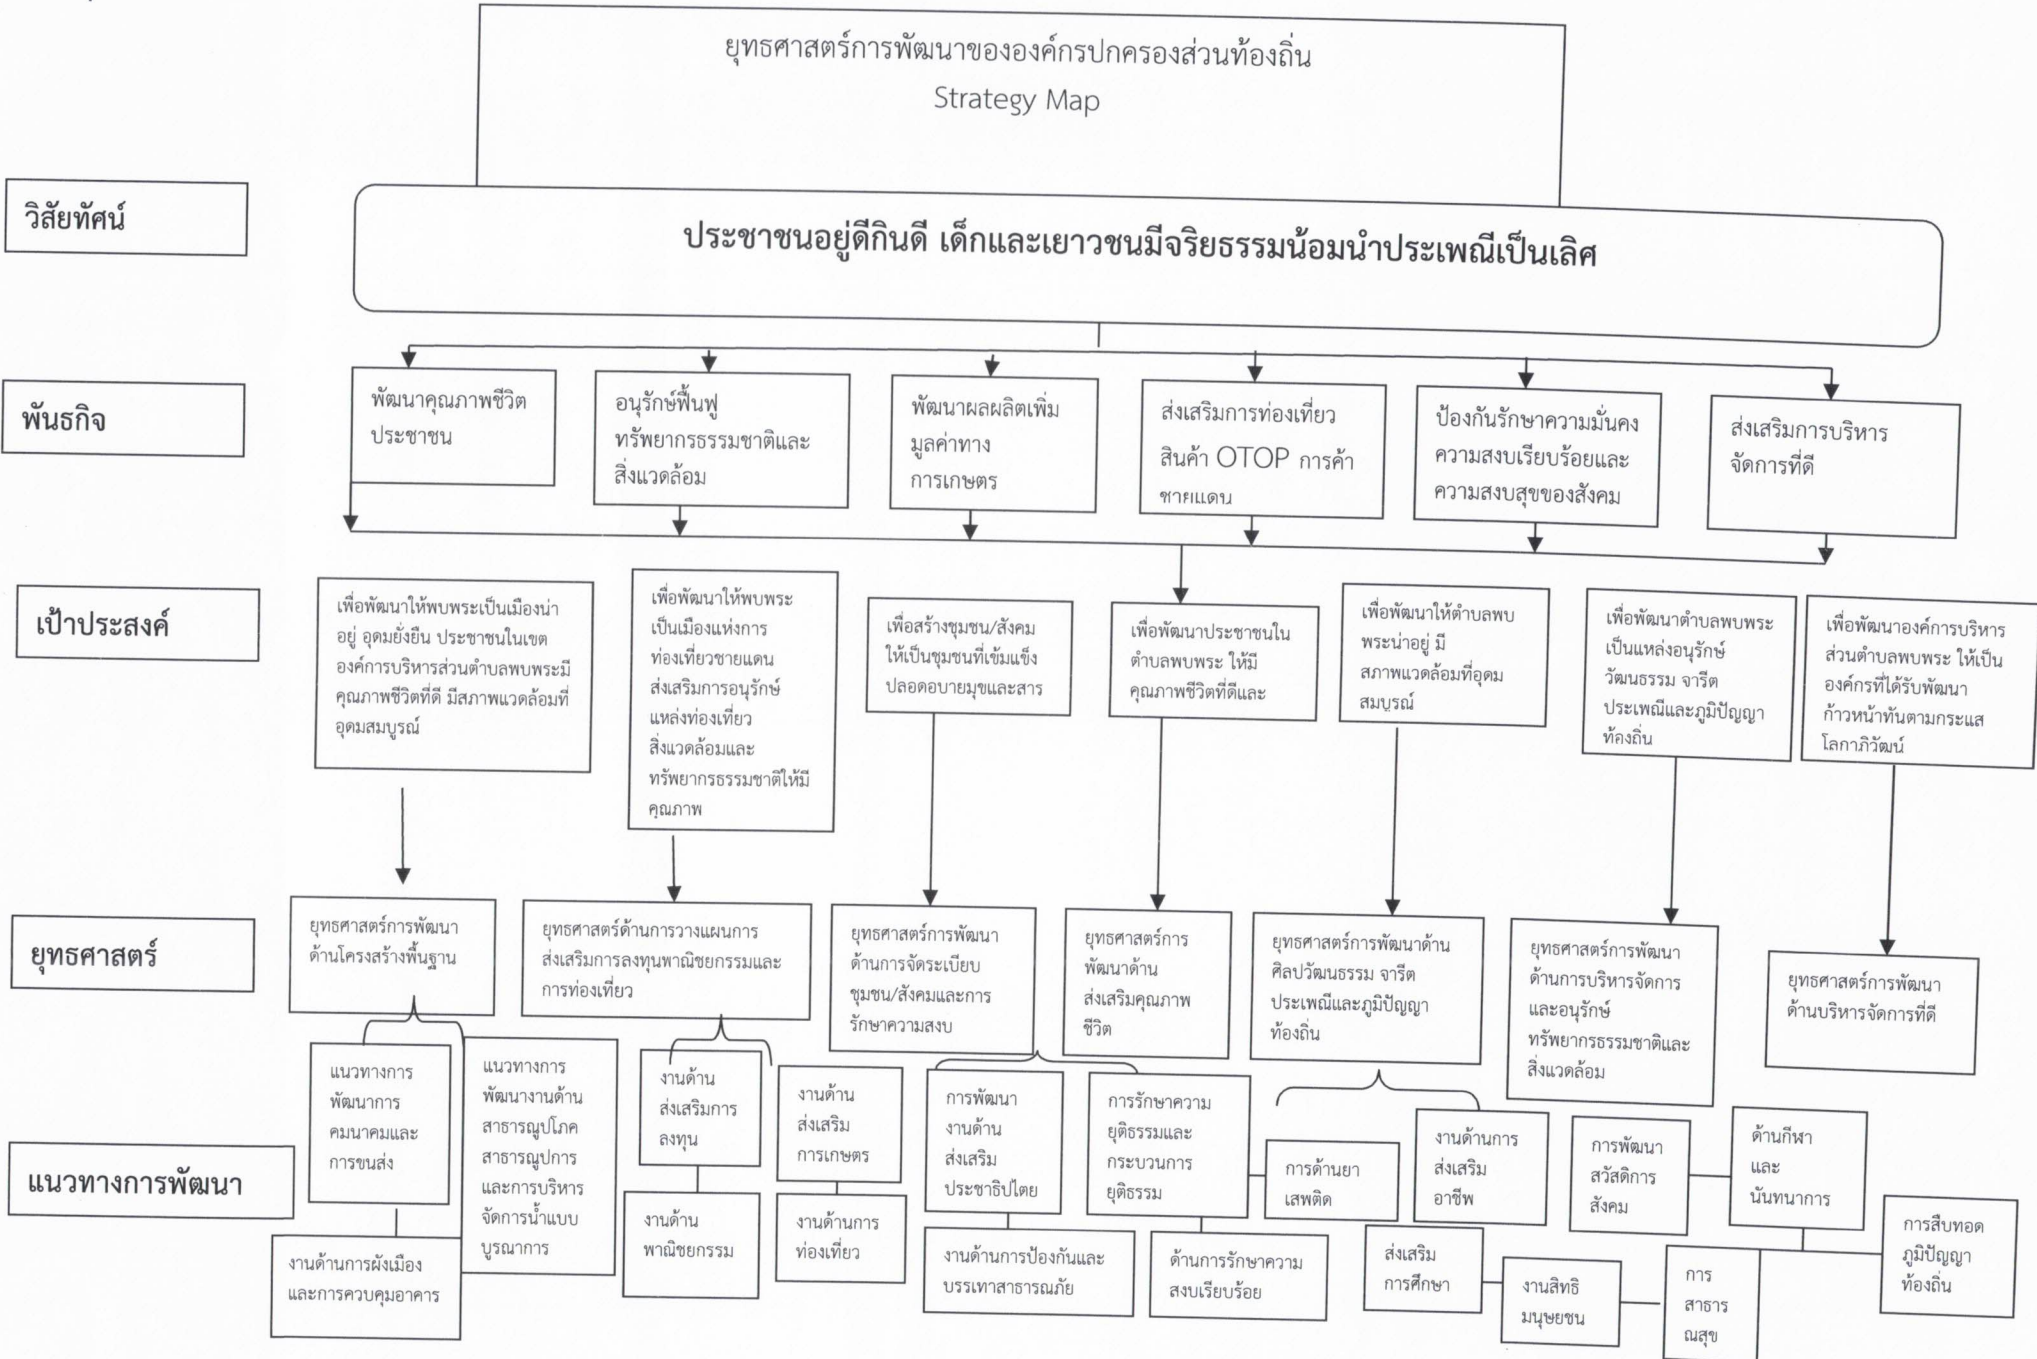 ยุทธศาสตร์การพัฒนาขององค์กรปกครองส่วนท้องถิ่น
Strategy Map
วิสัยทัศน์
ประชาชนอยู่ดีกินดี เด็กและเยาวชนมีจริยธรรมน้อมนำประเพณีเป็นเลิศ
พันธกิจ
พัฒนาคุณภาพชีวิต
ประชาชน
อนุรักษ์ฟื้นฟู
ทรัพยากรธรรมชาติและ
สิ่งแวดล้อม
พัฒนาผลผลิตเพิ่ม
มูลค่าทาง
การเกษตร
ส่งเสริมการท่องเที่ยว
สินค้า OTOP การค้า
ชายแดน
ป้องกันรักษาความมั่นคง
ความสงบเรียบร้อยและ
ความสงบสุขของสังคม
ส่งเสริมการบริหาร
จัดการที่ดี
เป้าประสงค์
เพื่อพัฒนาให้พบพระเป็นเมืองน่า
อยู่ อุดมยั่งยืน ประชาชนในเขต
องค์การบริหารส่วนตำบลพบพระมี
คุณภาพชีวิตที่ดี มีสภาพแวดล้อมที่
อุดมสมบูรณ์
เพื่อพัฒนาให้พบพระ
เป็นเมืองแห่งการ
ท่องเที่ยวชายแดน
ส่งเสริมการอนุรักษ์
แหล่งท่องเที่ยว
สิ่งแวดล้อมและ
ทรัพยากรธรรมชาติให้มี
คุณภาพ
เพื่อสร้างชุมชน/สังคม
ให้เป็นชุมชนที่เข้มแข็ง
ปลอดอบายมุขและสาร
เพื่อพัฒนาประชาชนใน
ตำบลพบพระ ให้มี
คุณภาพชีวิตที่ดีและ
เพื่อพัฒนาให้ตำบลพบ
พระน่าอยู่ มี
สภาพแวดล้อมที่อุดม
สมบูรณ์
เพื่อพัฒนาตำบลพบพระ
เป็นแหล่งอนุรักษ์
วัฒนธรรม จารีต
ประเพณีและภูมิปัญญา
ท้องถิ่น
เพื่อพัฒนาองค์การบริหาร
ส่วนตำบลพบพระ ให้เป็น
องค์กรที่ได้รับพัฒนา
ก้าวหน้าทันตามกระแส
โลกาภิวัฒน์
ยุทธศาสตร์
ยุทธศาสตร์การพัฒนา
ด้านโครงสร้างพื้นฐาน
ยุทธศาสตร์ด้านการวางแผนการ
ส่งเสริมการลงทุนพาณิชยกรรมและ
การท่องเที่ยว
ยุทธศาสตร์การพัฒนา
ด้านการจัดระเบียบ
ชุมชน/สังคมและการ
รักษาความสงบ
ยุทธศาสตร์การ
พัฒนาด้าน
ส่งเสริมคุณภาพ
ชีวิต
ยุทธศาสตร์การพัฒนาด้าน
ศิลปวัฒนธรรม จารีต
ประเพณีและภูมิปัญญา
ท้องถิ่น
ยุทธศาสตร์การพัฒนา
ด้านการบริหารจัดการ
และอนุรักษ์
ทรัพยากรธรรมชาติและ
สิ่งแวดล้อม
ยุทธศาสตร์การพัฒนา
ด้านบริหารจัดการที่ดี
แนวทางการพัฒนา
แนวทางการ
พัฒนาการ
คมนาคมและ
การขนส่ง
แนวทางการ
พัฒนางานด้าน
สาธารณูปโภค
สาธารณูปการ
และการบริหาร
จัดการน้ำแบบ
บูรณาการ
งานด้าน
ส่งเสริมการ
ลงทุน
งานด้าน
ส่งเสริม
การเกษตร
การพัฒนา
งานด้าน
ส่งเสริม
ประชาธิปไตย
การรักษาความ
ยุติธรรมและ
กระบวนการ
ยุติธรรม
การด้านยา
เสพติด
งานด้านการ
ส่งเสริม
อาชีพ
การพัฒนา
สวัสดิการ
สังคม
ด้านกีฬา
และ
นันทนาการ
การสืบทอด
ภูมิปัญญา
ท้องถิ่น
งานด้านการผังเมือง
และการควบคุมอาคาร
งานด้าน
พาณิชยกรรม
งานด้านการ
ท่องเที่ยว
งานด้านการป้องกันและ
บรรเทาสาธารณภัย
ด้านการรักษาความ
สงบเรียบร้อย
ส่งเสริม
การศึกษา
งานสิทธิ
มนุษยชน
การ
สาธาร
ณสุข